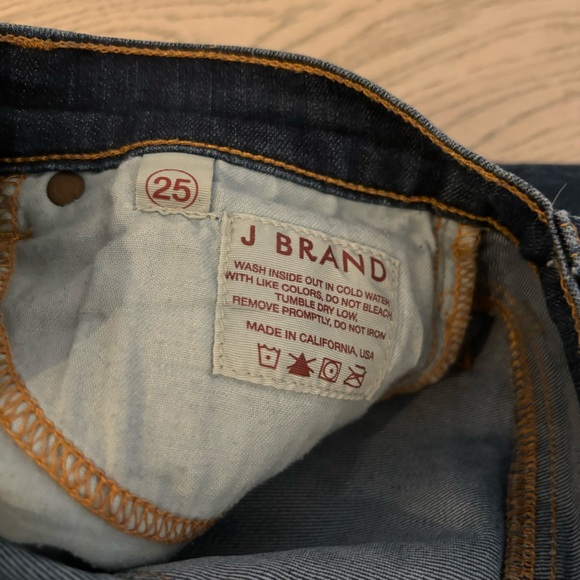 25
J BRAND
WASH INSIDE OUT IN COLD WATER
WITH LIKE COLORS, DO NOT BLEACH,
TUMBLE DRY LOW.
REMOVE PROMPTLY, DO NOT IRON
MADE IN CALIFORNIA, USA